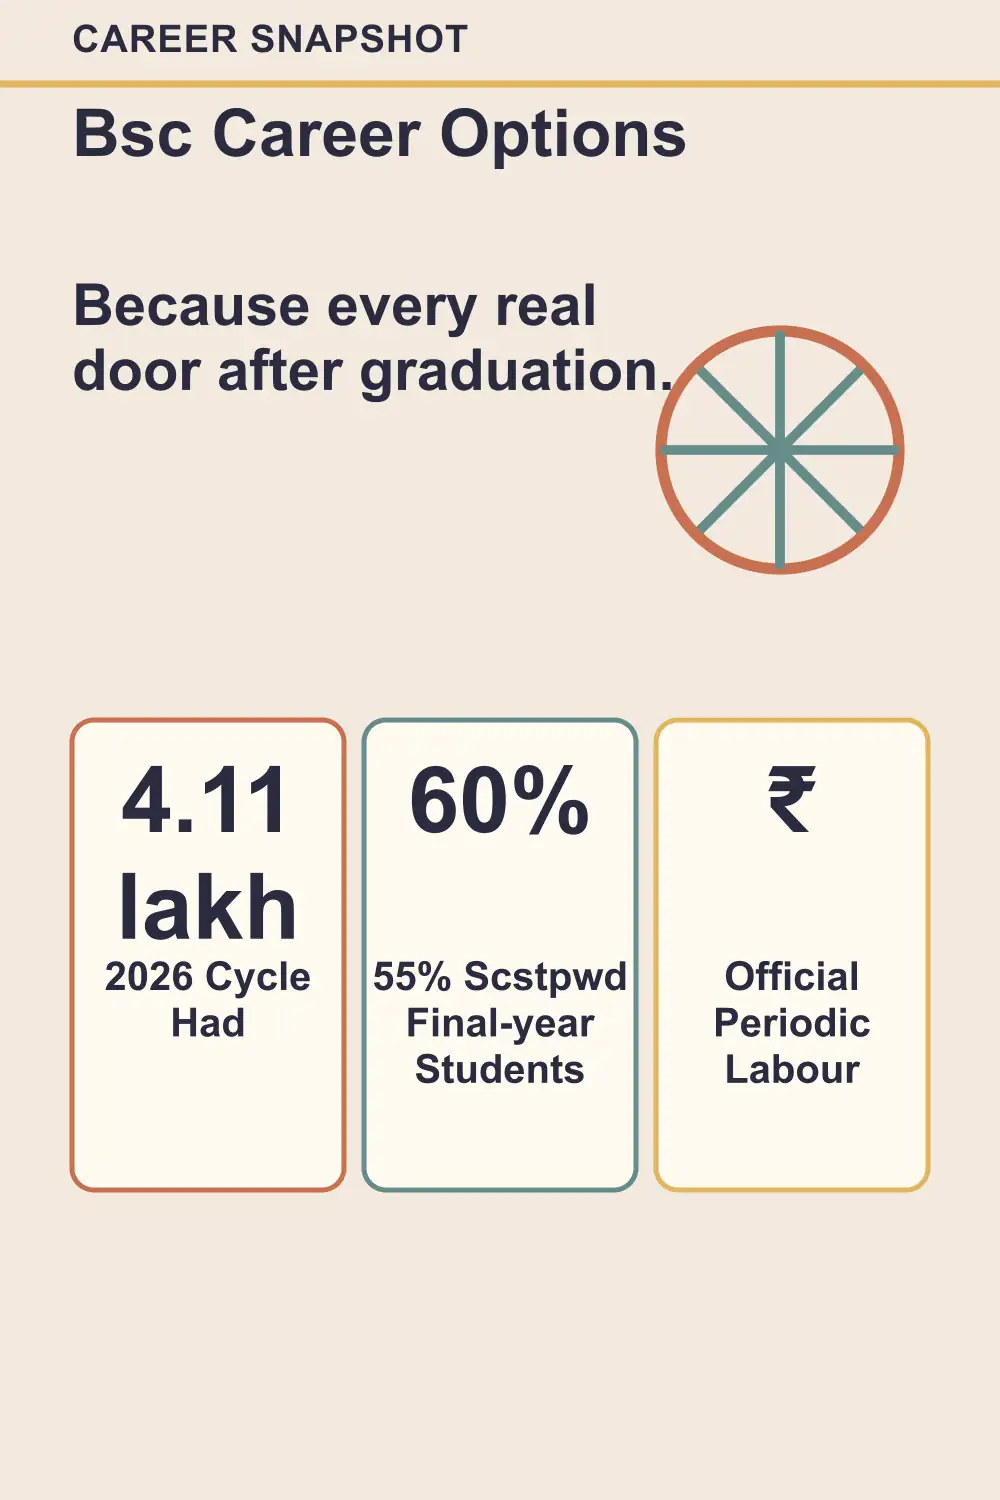 CAREER SNAPSHOT
Bsc Career Options
Because every real
door after graduation.
4.11
lakh
2026 Cycle
Had
60%
55% Scstpwd
Final-year
Students
₹
Official
Periodic
Labour